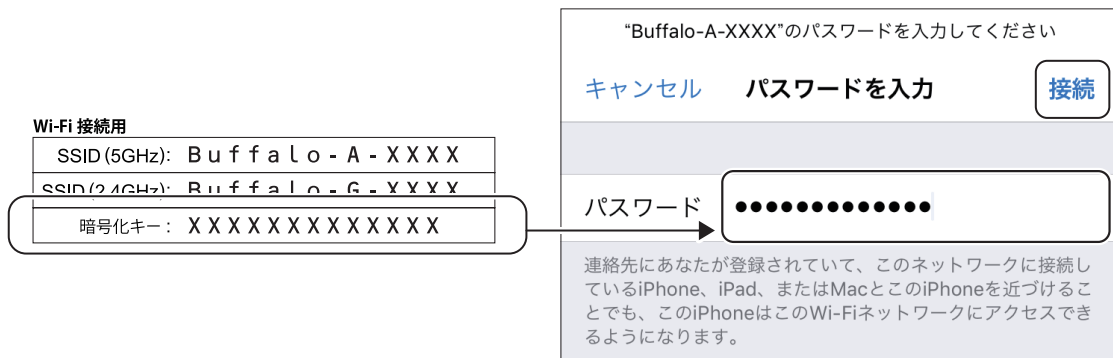 Wi-Fi 接続用
SSID (5GHz): Buffalo-A-XXXX
SSID (2.4GHz): Buffalo-G-XXXX
暗号化キー: XXXXXXXXXXXXX
“Buffalo-A-XXXX”のパスワードを入力してください
キャンセル パスワードを入力 接続
パスワード ●●●●●●●●●●●●●
連絡先にあなたが登録されていて、このネットワークに接続し
ているiPhone、iPad、またはMacとこのiPhoneを近づけるこ
とでも、このiPhoneはこのWi-Fiネットワークにアクセスでき
るようになります。